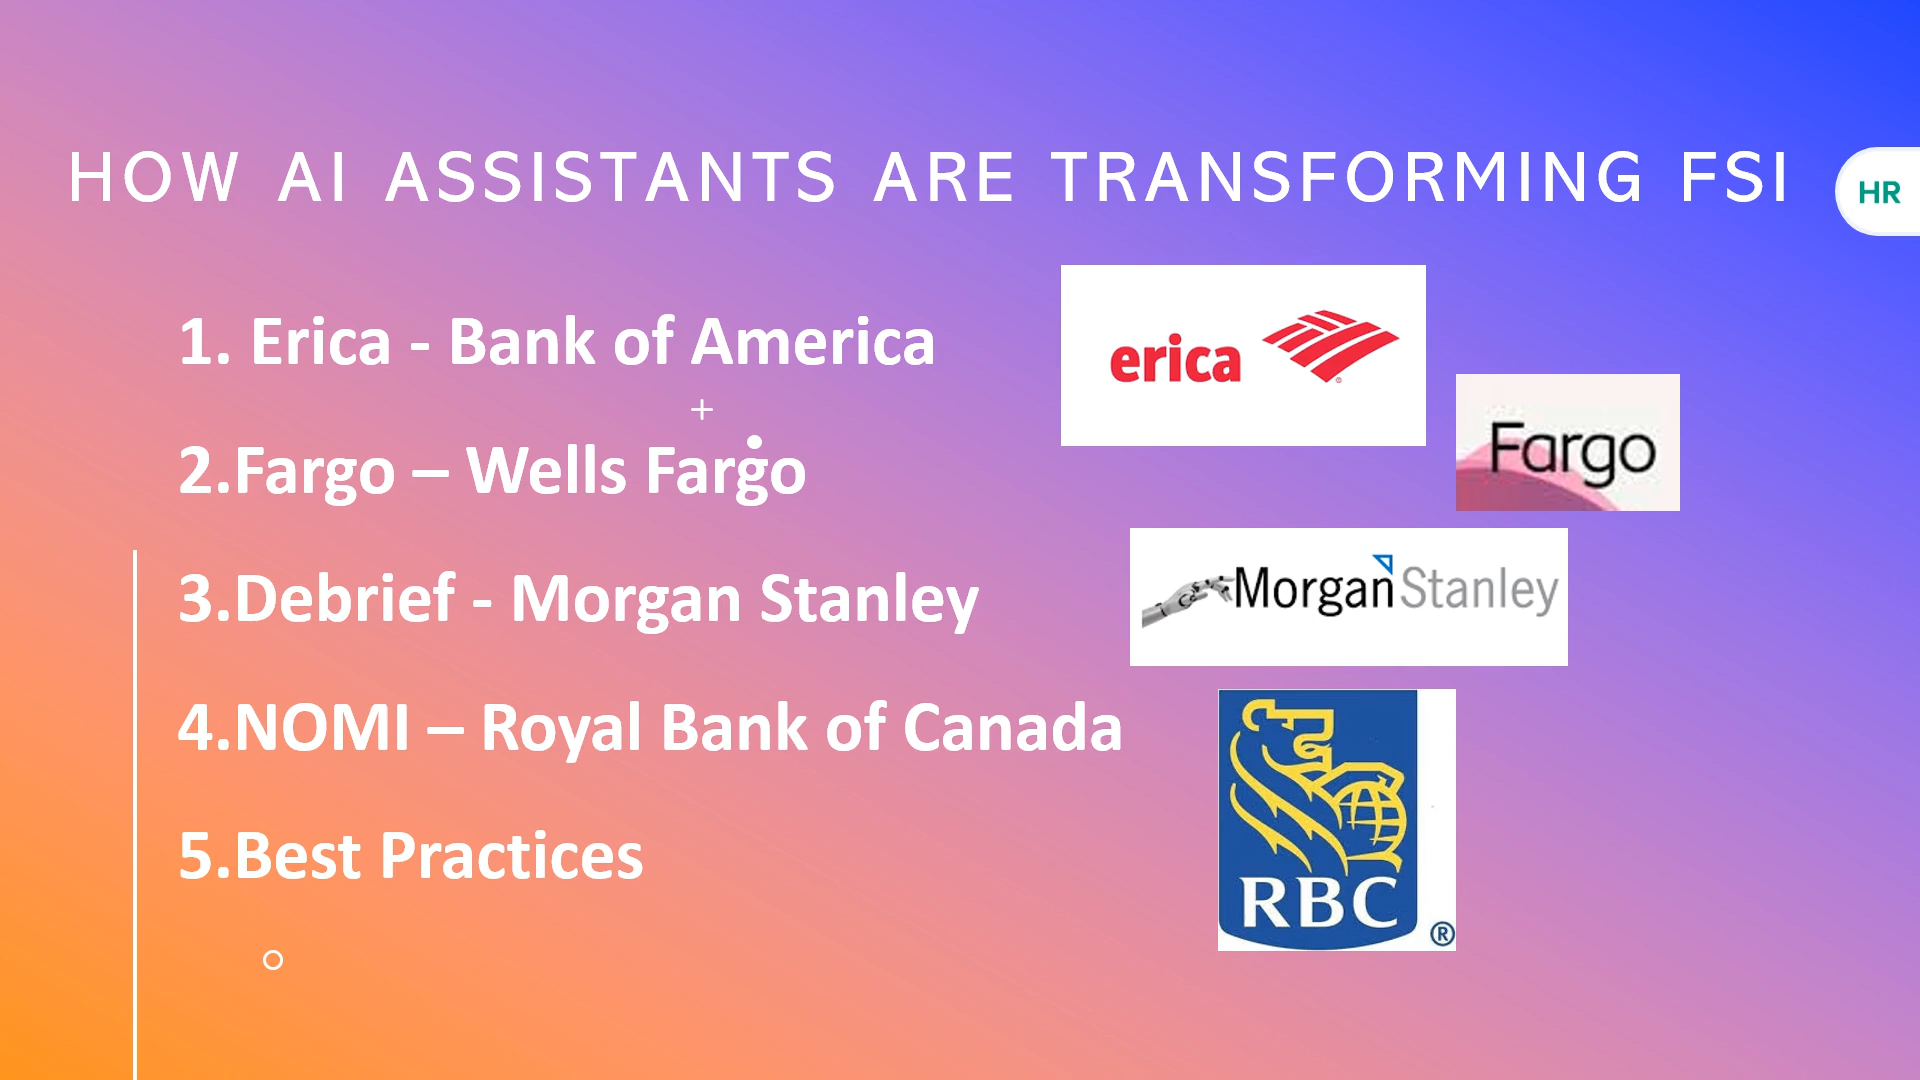 HOW AI ASSISTANTS ARE TRANSFORMING FSI
HR
1. Erica - Bank of America
2.Fargo – Wells Fargo
3.Debrief - Morgan Stanley
4.NOMI – Royal Bank of Canada
5.Best Practices
erica
Fargo
Morgan Stanley
RBC
®